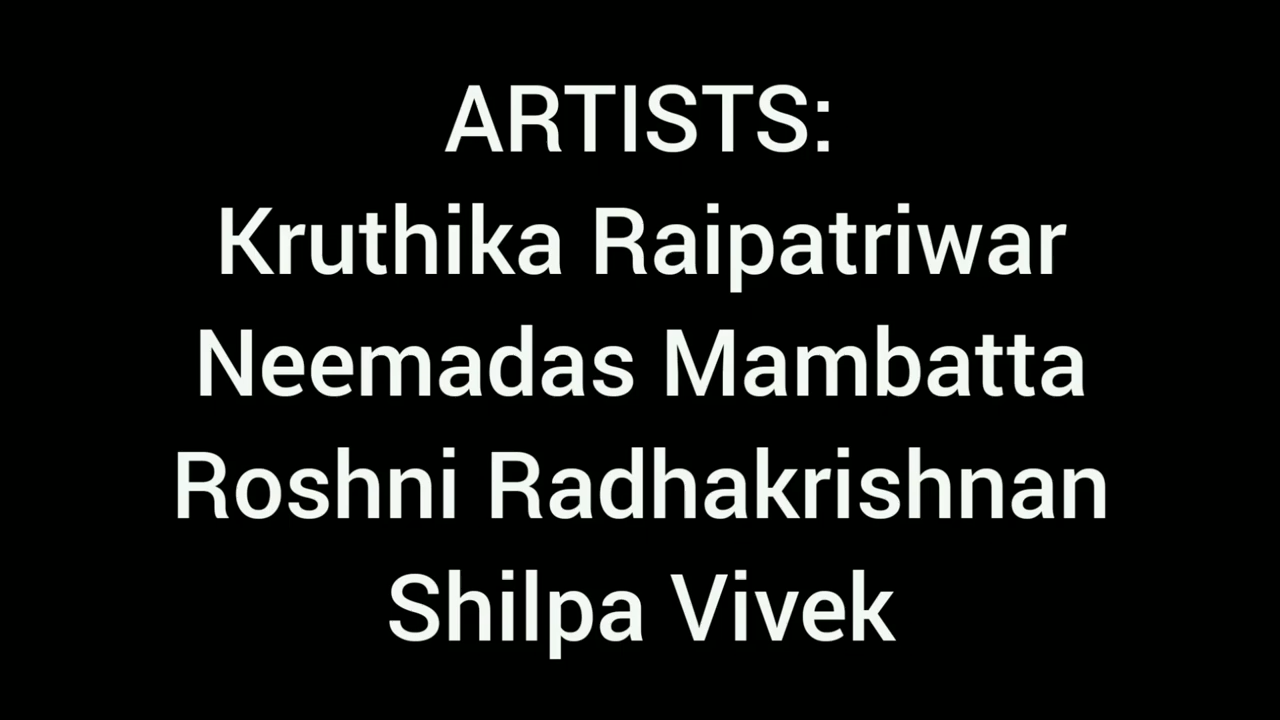 ARTISTS:
Kruthika Raipatriwar
Neemadas Mambatta
Roshni Radhakrishnan
Shilpa Vivek